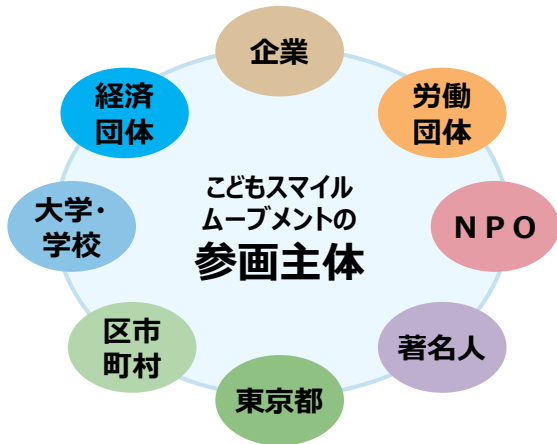 企業
経済
団体
労働
団体
こどもスマイル
ムーブメントの
参画主体
大学・
学校
ＮＰＯ
区市
町村
著名人
東京都